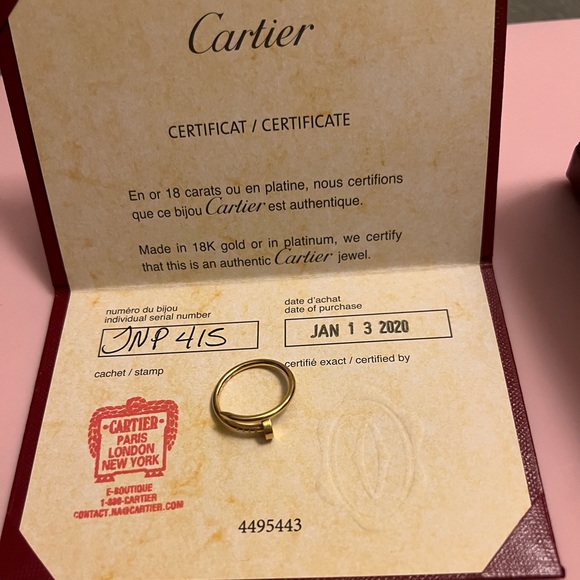 Cartier
CERTIFICAT / CERTIFICATE
En or 18 carats ou en platine, nous certifions
que ce bijou Cartier est authentique.
Made in 18K gold or in platinum, we certify
that this is an authentic Cartier jewel.
numéro du bijou
individual serial number
JNP 415
date d'achat
date of purchase
JAN 13 2020
cachet / stamp
certifié exact / certified by
CARTIER
PARIS
LONDON
NEW YORK
E-BOUTIQUE
1-800-CARTIER
CONTACT.NA@CARTIER.COM
4495443